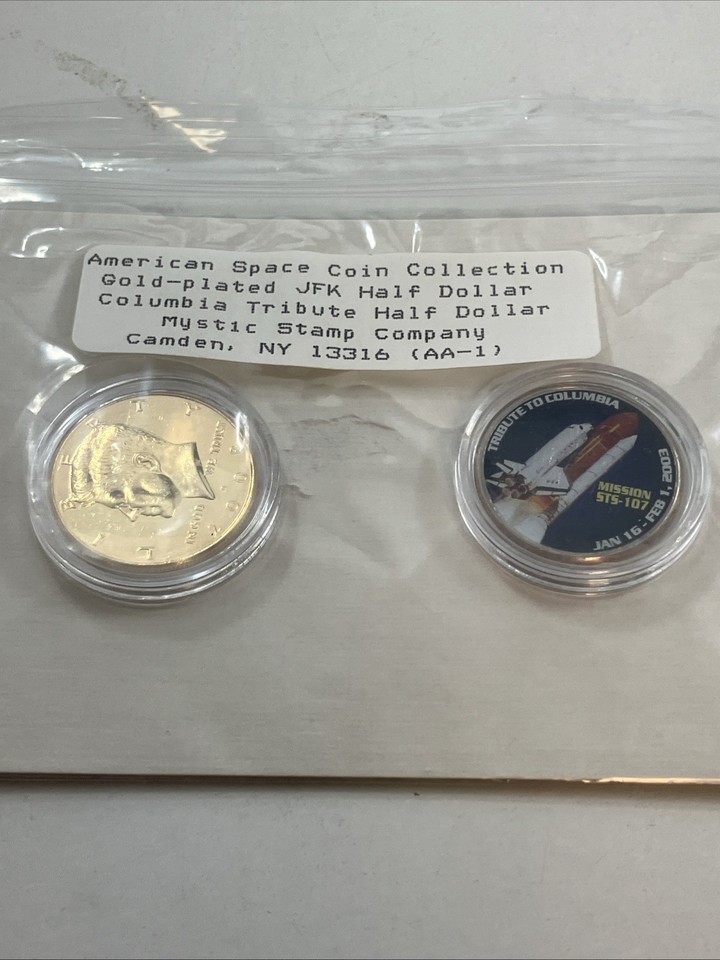 American Space Coin Collection
Gold-plated JFK Half Dollar
Columbia Tribute Half Dollar
Mystic Stamp Company
Camden, NY 13316 (AA-1)
LIBERTY
TRIBUTE TO COLUMBIA
MISSION
STS-107
JAN 16 - FEB 1, 2003